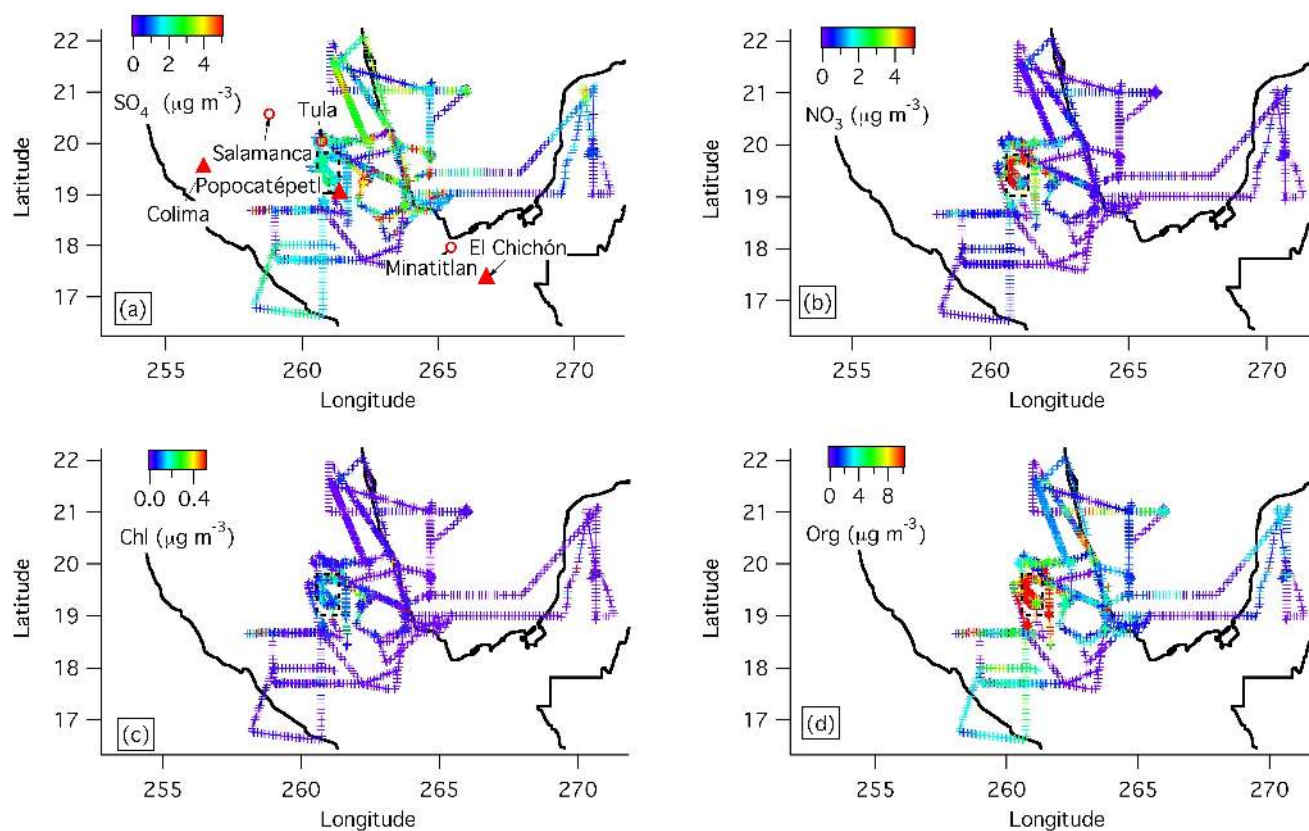 0 2 4
SO4 (μg m-3)
22
21
20
19
18
17
Latitude
Tula
Salamanca
Popocatépetl
Colima
El Chichón
Minatitlan
(a)
255 260 265 270
Longitude
0 2 4
NO3 (μg m-3)
22
21
20
19
18
17
Latitude
(b)
255 260 265 270
Longitude
0.0 0.4
Chl (μg m-3)
22
21
20
19
18
17
Latitude
(c)
255 260 265 270
Longitude
0 4 8
Org (μg m-3)
22
21
20
19
18
17
Latitude
(d)
255 260 265 270
Longitude